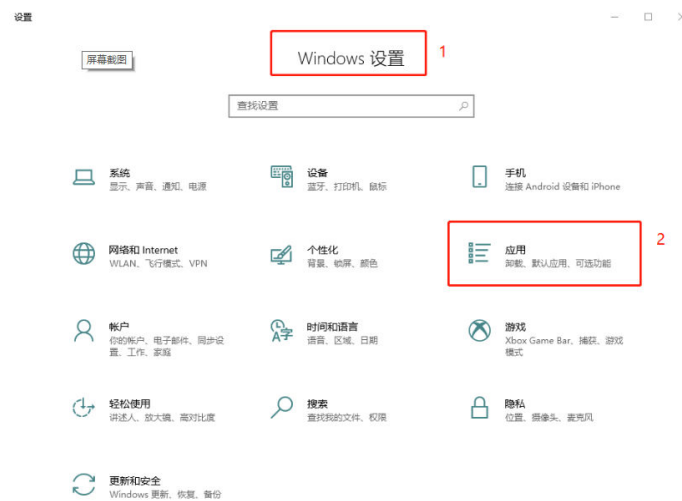 设置
屏幕截图
Windows 设置
1
查找设置
系统
显示、声音、通知、电源
设备
蓝牙、打印机、鼠标
手机
连接 Android 设备和 iPhone
网络和 Internet
WLAN、飞行模式、VPN
个性化
背景、锁屏、颜色
应用
卸载、默认应用、可选功能
2
帐户
你的帐户、电子邮件、同步设
置、工作、家庭
时间和语言
语音、区域、日期
游戏
Xbox Game Bar、捕获、游戏
模式
轻松使用
讲述人、放大镜、高对比度
搜索
查找我的文件、权限
隐私
位置、摄像头、麦克风
更新和安全
Windows 更新、恢复、备份